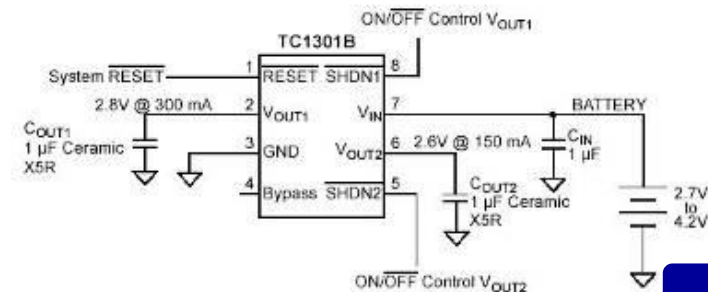 ON/OFF Control VOUT1
TC1301B
System RESET
1
RESET
SHDN1
8
2.8V @ 300 mA
2
VOUT1
VIN
7
BATTERY
COUT1
1 µF Ceramic
X5R
3
GND
VOUT2
6
2.6V @ 150 mA
CIN
1 µF
4
Bypass
SHDN2
5
COUT2
1 µF Ceramic
X5R
2.7V
to
4.2V
ON/OFF Control VOUT2